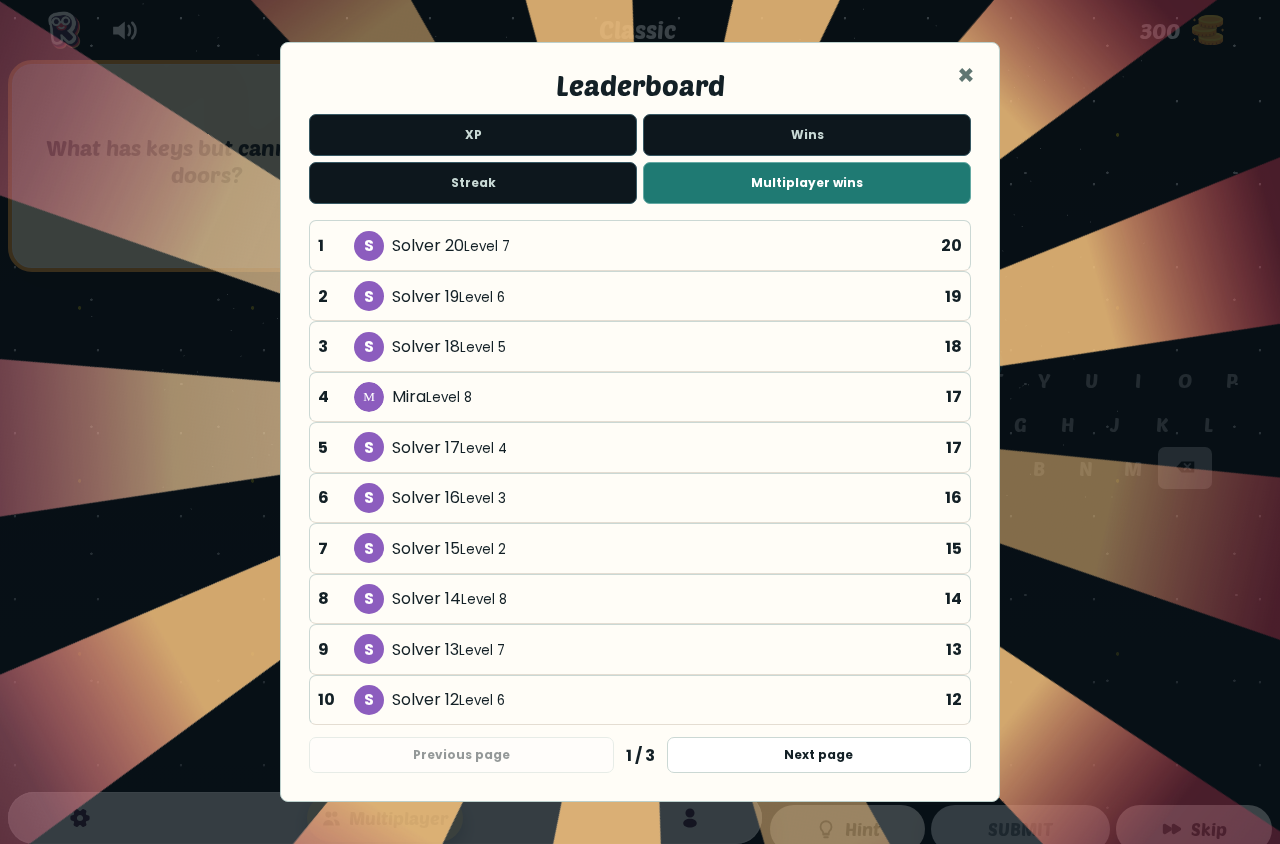 Classic
300
What has keys but can
doors?
Leaderboard
XP
Wins
Streak
Multiplayer wins
1 S Solver 20Level 7 20
2 S Solver 19Level 6 19
3 S Solver 18Level 5 18
4 M MiraLevel 8 17
5 S Solver 17Level 4 17
6 S Solver 16Level 3 16
7 S Solver 15Level 2 15
8 S Solver 14Level 8 14
9 S Solver 13Level 7 13
10 S Solver 12Level 6 12
Previous page 1 / 3 Next page
Y U I O P
G H J K L
B N M
Multiplayer
Hint
SUBMIT
Skip